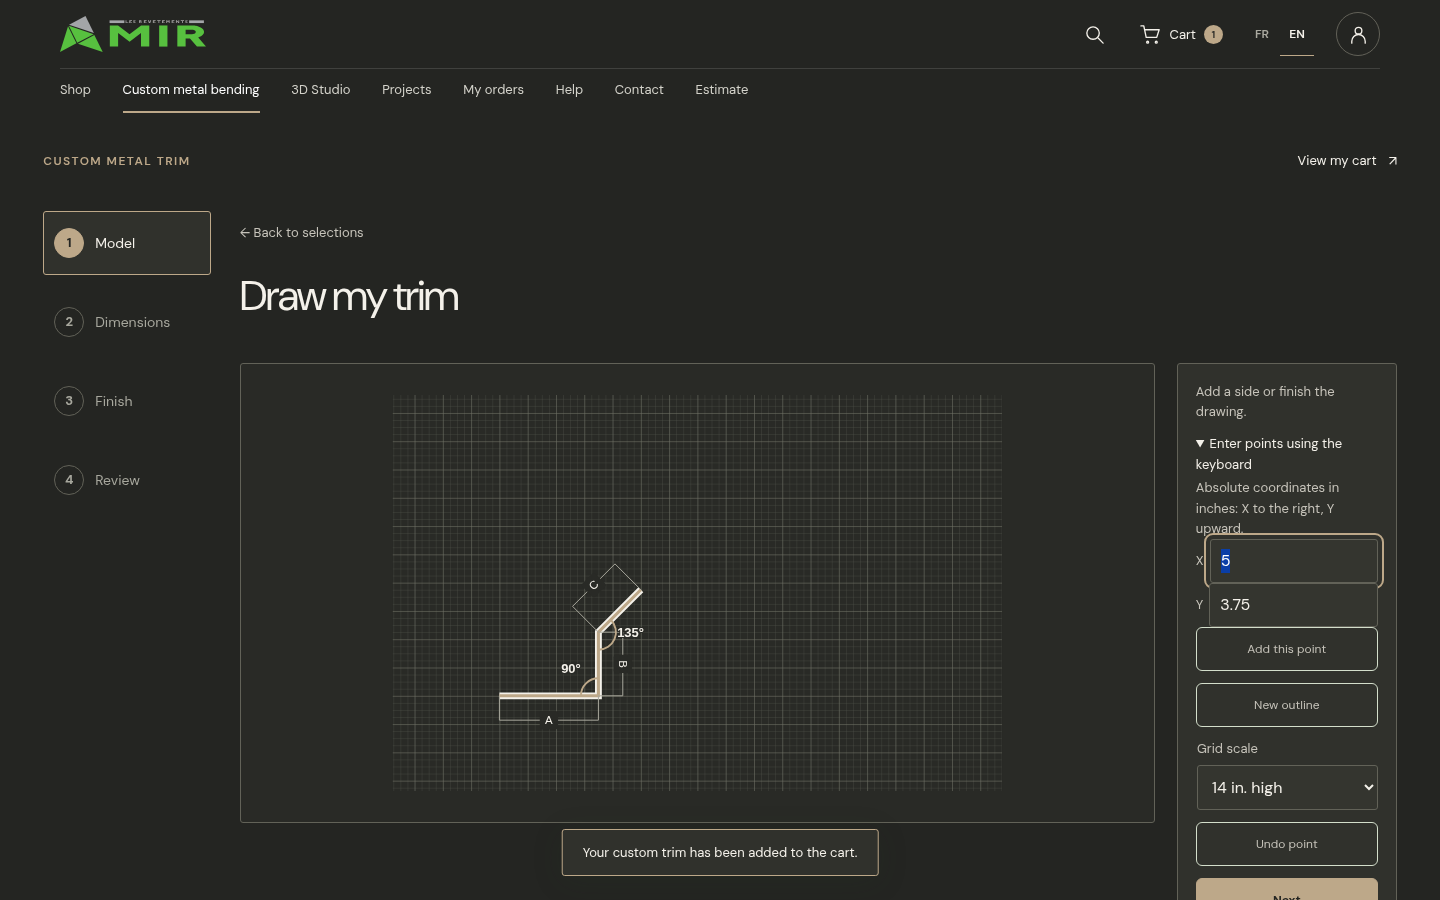 LES REVETEMENTS
MIR
Cart 1
FR EN
Shop Custom metal bending 3D Studio Projects My orders Help Contact Estimate
CUSTOM METAL TRIM
View my cart
1 Model
2 Dimensions
3 Finish
4 Review
← Back to selections
Draw my trim
C
135°
B
90°
A
Add a side or finish the
drawing.
Enter points using the
keyboard
Absolute coordinates in
inches: X to the right, Y
upward.
X 5
Y 3.75
Add this point
New outline
Grid scale
14 in. high
Undo point
Next
Your custom trim has been added to the cart.